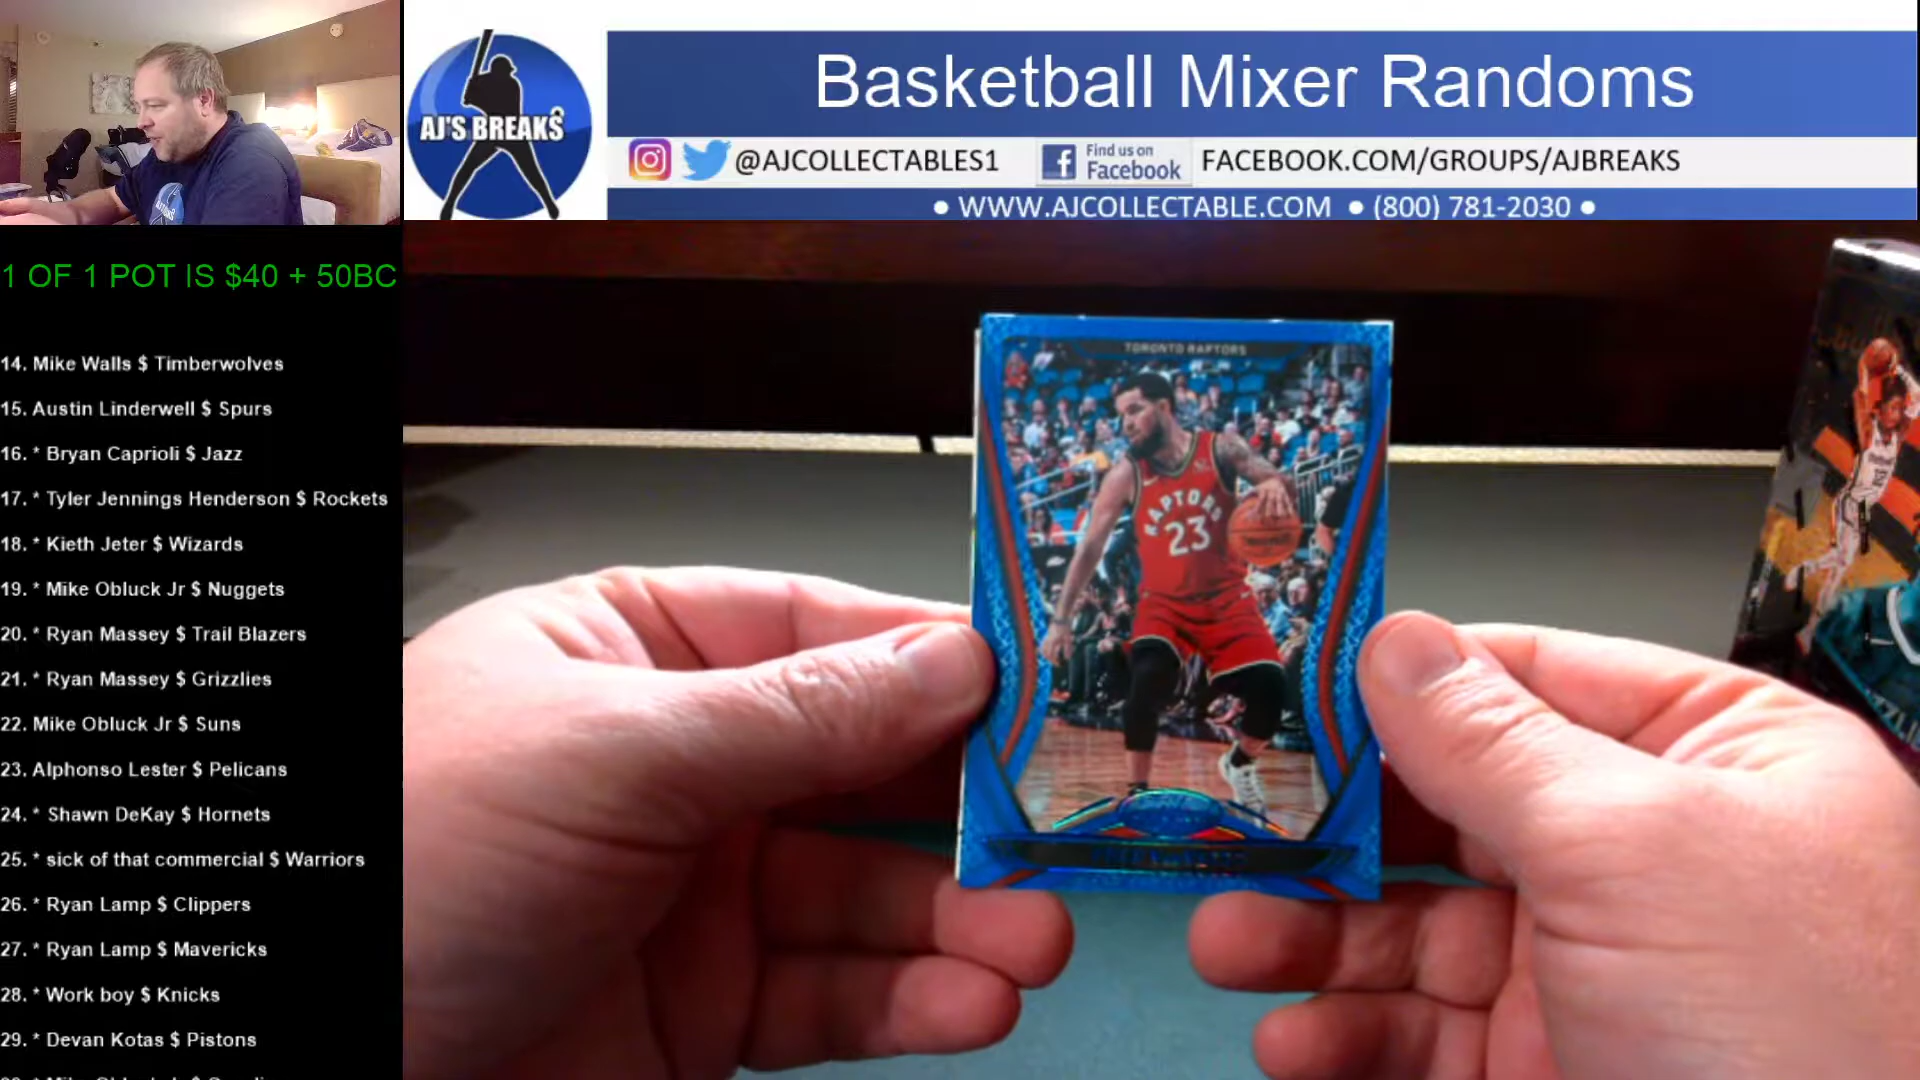 Basketball Mixer Randoms
AJ'S BREAKS
@AJCOLLECTABLES1
Find us on
Facebook
FACEBOOK.COM/GROUPS/AJBREAKS
• WWW.AJCOLLECTABLE.COM • (800) 781-2030 •
1 OF 1 POT IS $40 + 50BC
14. Mike Walls $ Timberwolves
15. Austin Linderwell $ Spurs
16. * Bryan Caprioli $ Jazz
17. * Tyler Jennings Henderson $ Rockets
18. * Kieth Jeter $ Wizards
19. * Mike Obluck Jr $ Nuggets
20. * Ryan Massey $ Trail Blazers
21. * Ryan Massey $ Grizzlies
22. Mike Obluck Jr $ Suns
23. Alphonso Lester $ Pelicans
24. * Shawn DeKay $ Hornets
25. * sick of that commercial $ Warriors
26. * Ryan Lamp $ Clippers
27. * Ryan Lamp $ Mavericks
28. * Work boy $ Knicks
29. * Devan Kotas $ Pistons
TORONTO RAPTORS
RAPTORS
23